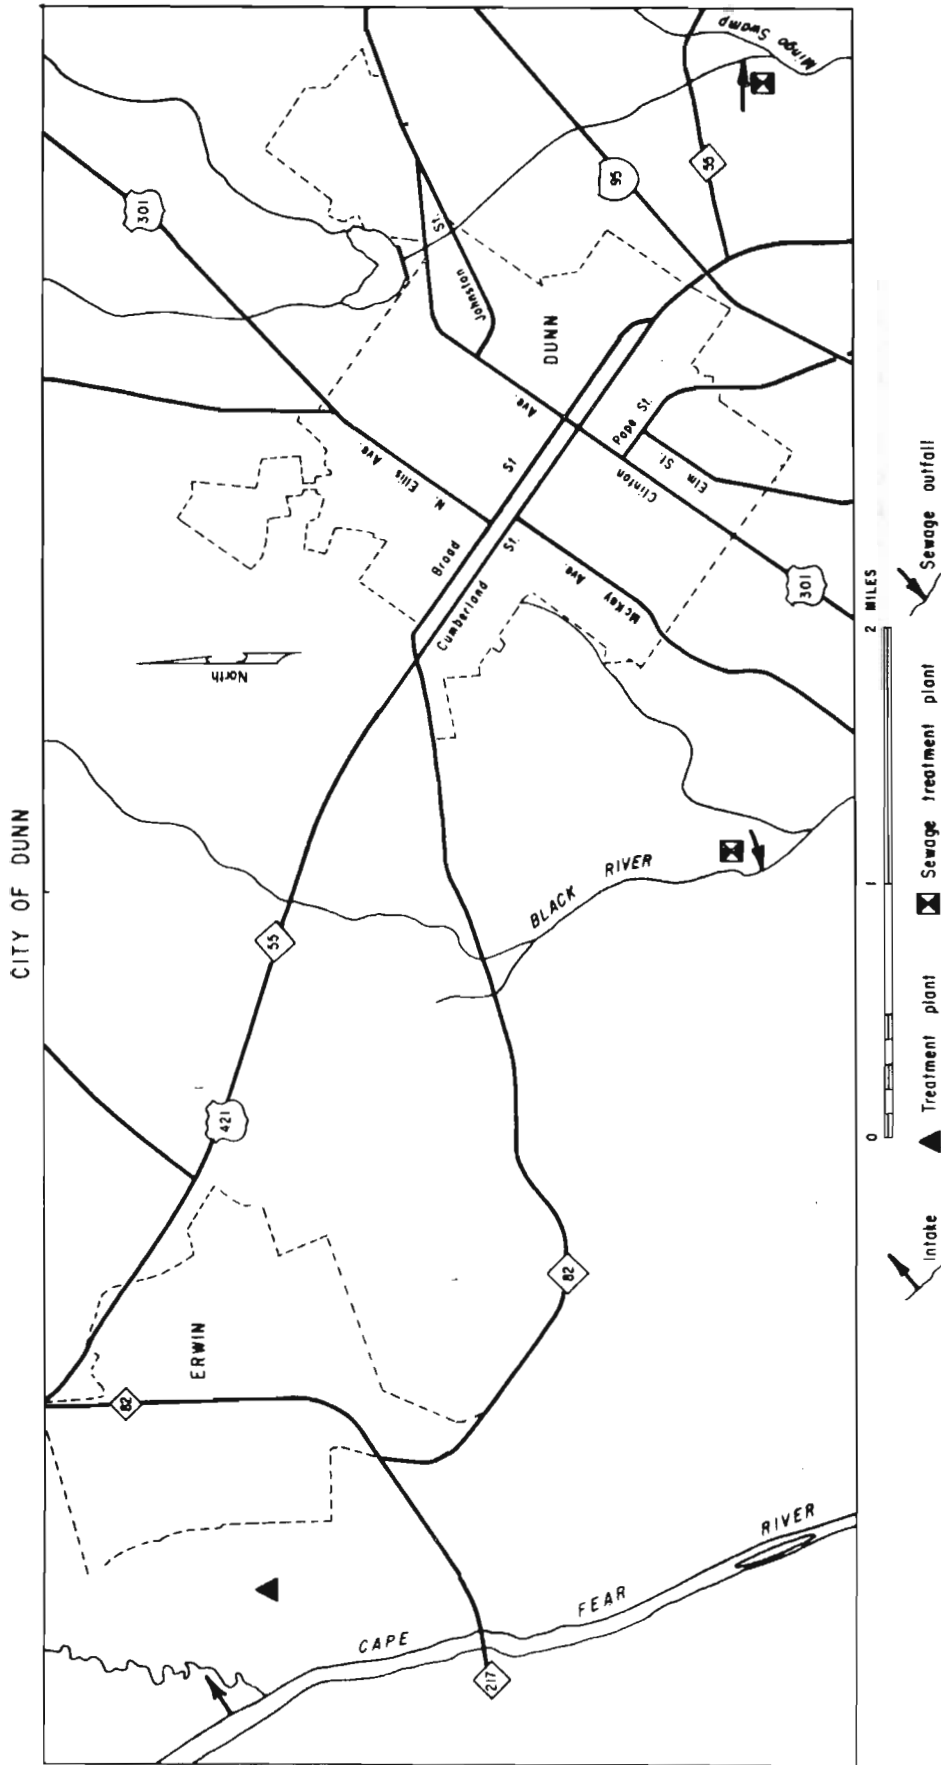 CITY OF DUNN
North
301
421
55
82
ERWIN
82
217
CAPE
FEAR
RIVER
BLACK
RIVER
Broad
St
Cumberland
St.
N. Ellis Ave.
McKay
Ave.
Johnston
St.
DUNN
Ave.
Clinton
Pope St.
Elm
St.
301
95
55
Mingo Swamp
0
1
2 MILES
Intake
Treatment plant
Sewage treatment plant
Sewage outfall